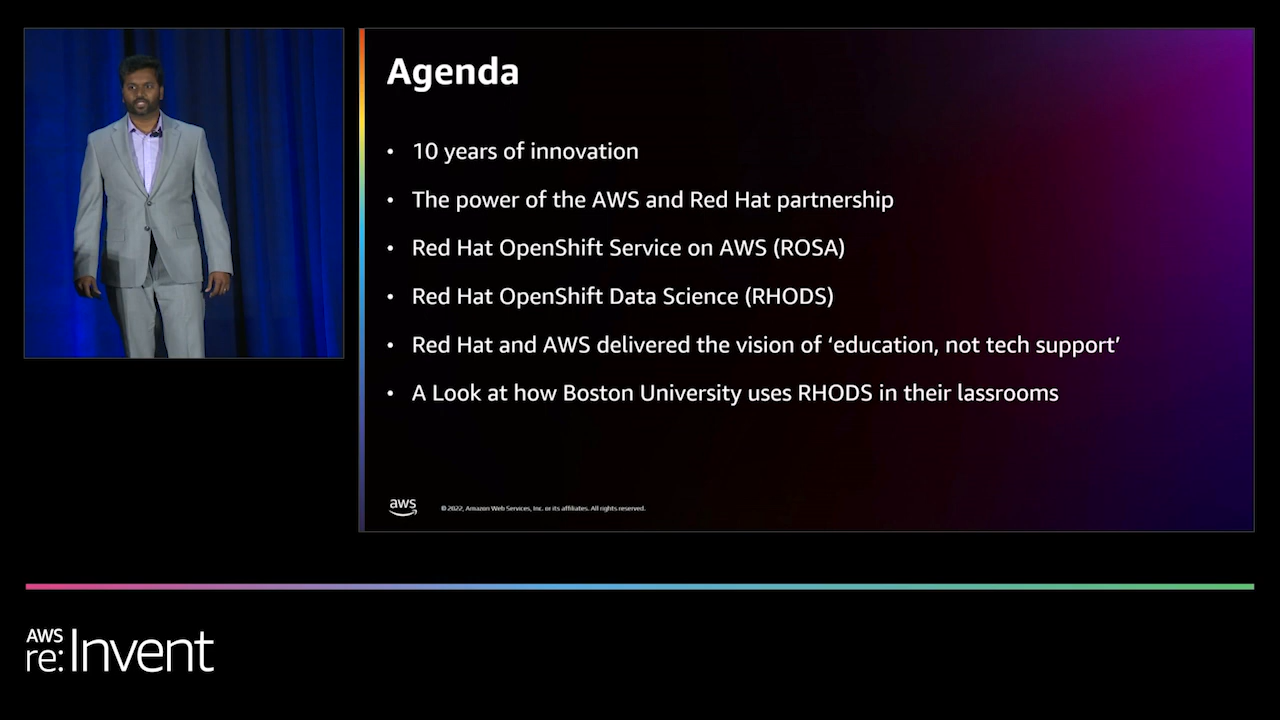 Agenda
• 10 years of innovation
• The power of the AWS and Red Hat partnership
• Red Hat OpenShift Service on AWS (ROSA)
• Red Hat OpenShift Data Science (RHODS)
• Red Hat and AWS delivered the vision of ‘education, not tech support’
• A Look at how Boston University uses RHODS in their lassrooms
aws
© 2022, Amazon Web Services, Inc. or its affiliates. All rights reserved.
AWS
re:Invent